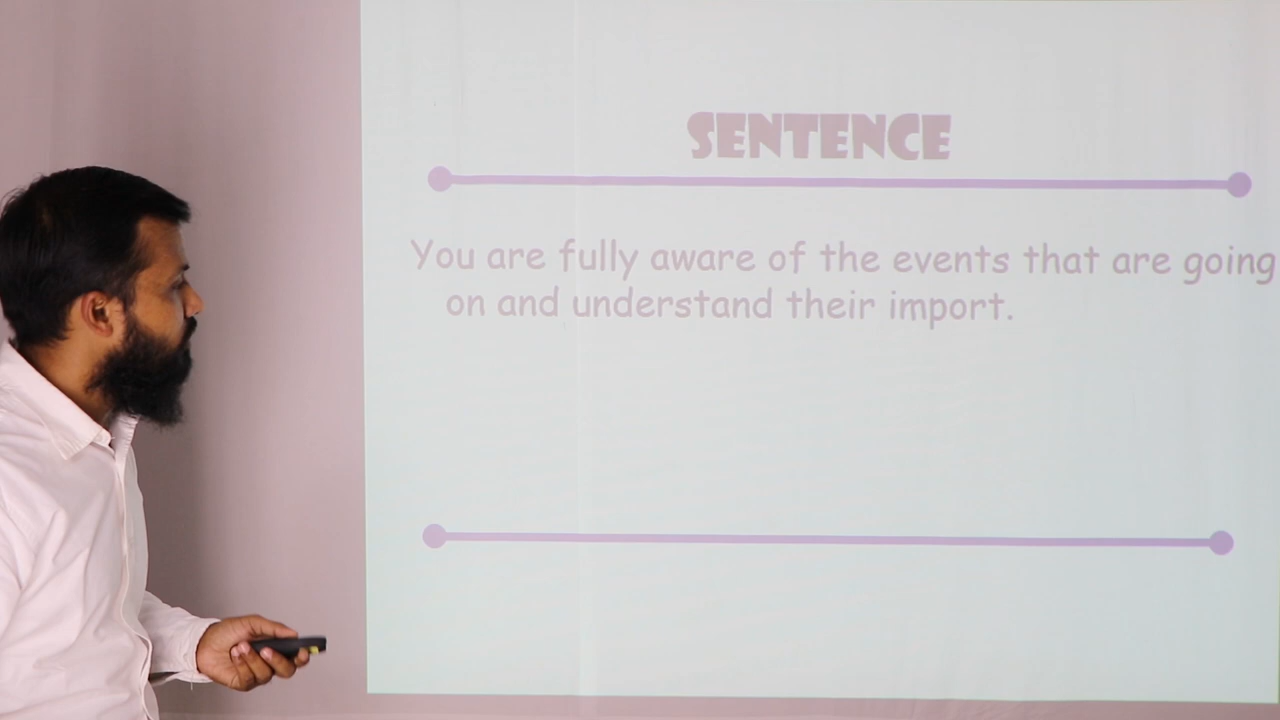 SENTENCE
You are fully aware of the events that are going
on and understand their import.